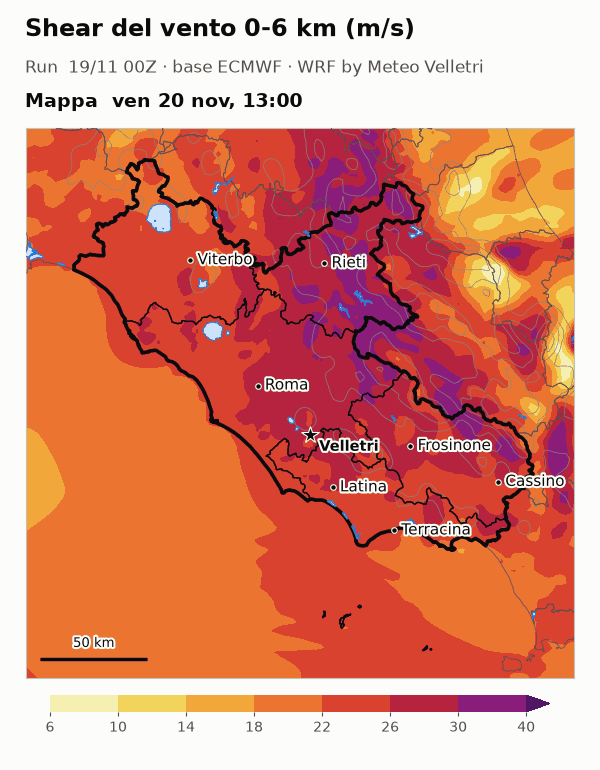 Shear del vento 0-6 km (m/s)
Run  19/11 00Z · base ECMWF · WRF by Meteo Velletri
Mappa  ven 20 nov, 13:00
Viterbo
Rieti
Roma
Velletri
Frosinone
Cassino
Latina
Terracina
50 km
6 10 14 18 22 26 30 40